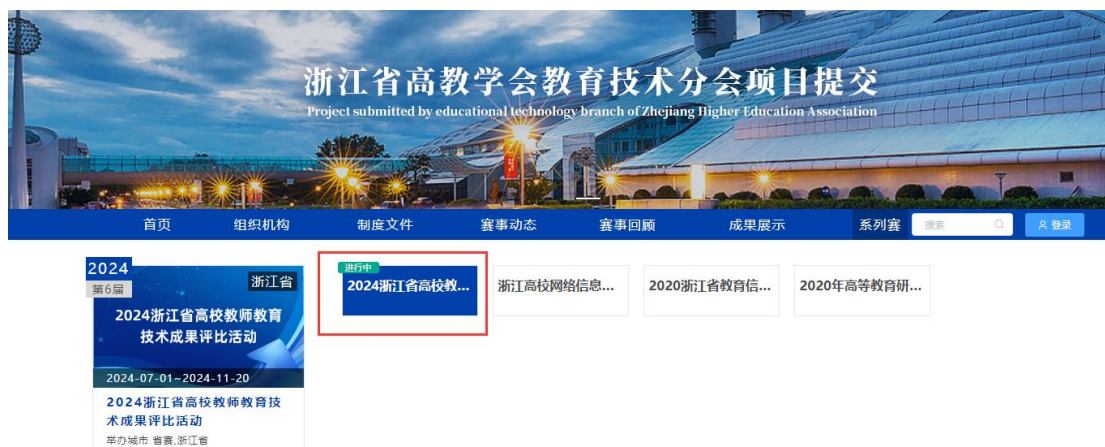 浙江省高教学会教育技术分会项目提交
Project submitted by educational technology branch of Zhejiang Higher Education Association
首页 组织机构 制度文件 赛事动态 赛事回顾 成果展示 系列赛 搜索 登录
2024
第6届
浙江省
2024浙江省高校教师教育
技术成果评比活动
2024-07-01~2024-11-20
2024浙江省高校教师教育技
术成果评比活动
举办城市 省赛,浙江省
进行中
2024浙江省高校教... 浙江高校网络信息... 2020浙江省教育信... 2020年高等教育研...